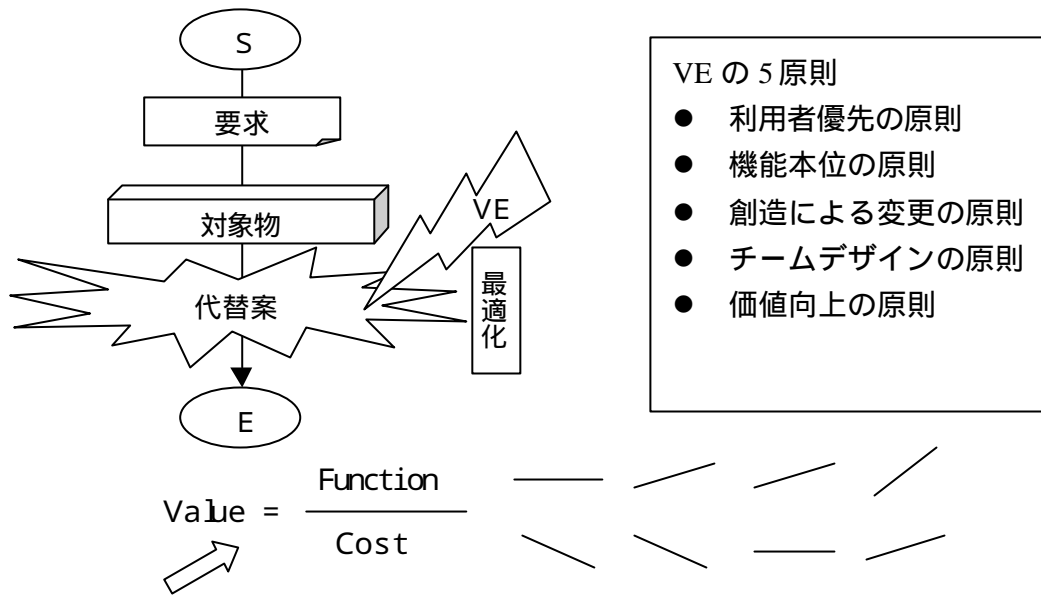 S
要求
対象物
VE
代替案
最適化
E
VE の 5 原則
● 利用者優先の原則
● 機能本位の原則
● 創造による変更の原則
● チームデザインの原則
● 価値向上の原則
Value = Function
Cost